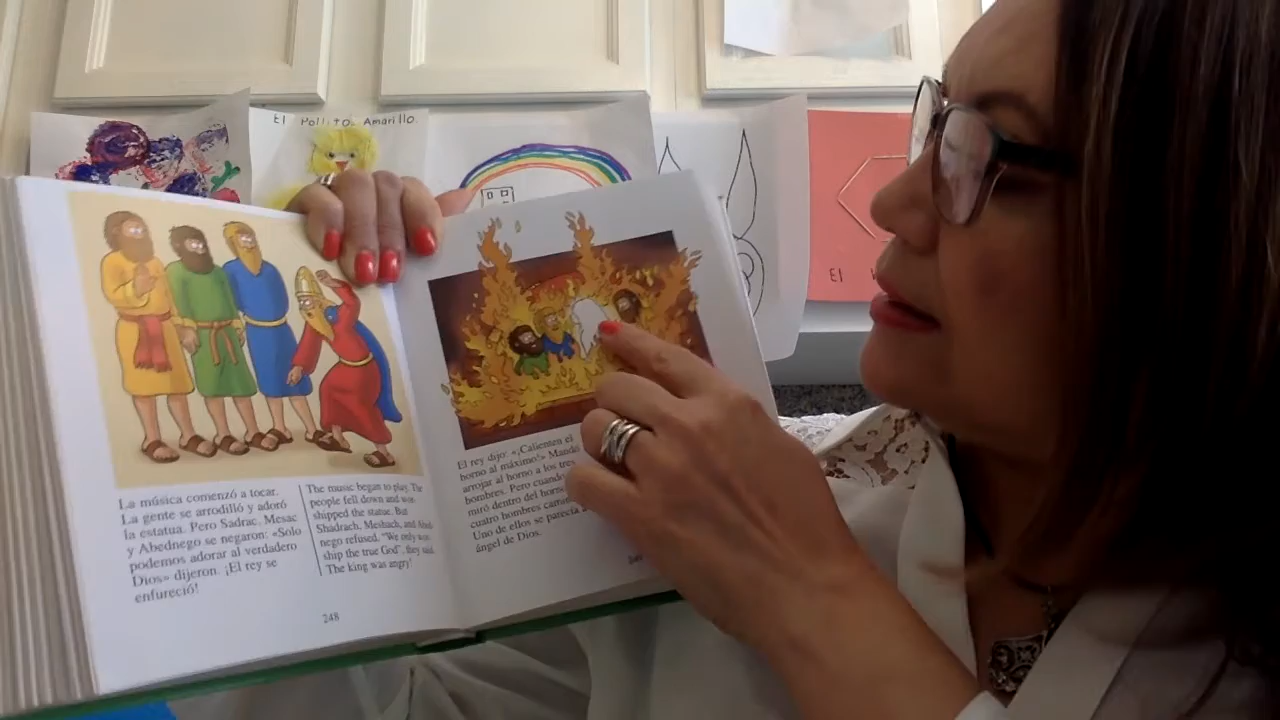 El Pollito Amarillo.
El
La música comenzó a tocar.
La gente se arrodilló y adoró
la estatua. Pero Sadrac, Mesac
y Abednego se negaron: «Solo
podemos adorar al verdadero
Dios» dijeron. ¡El rey se
enfureció!
The music began to play. The
people fell down and wor-
shipped the statue. But
Shadrach, Meshach, and Abed-
nego refused. "We only wor-
ship the true God", they said.
The king was angry!
248
El rey dijo: «¡Calienten el
horno al máximo!» Mandó
arrojar al horno a los tres
hombres. Pero cuando
miró dentro del horno
cuatro hombres
Uno de ellos se parecía a
ángel de Dios.
249